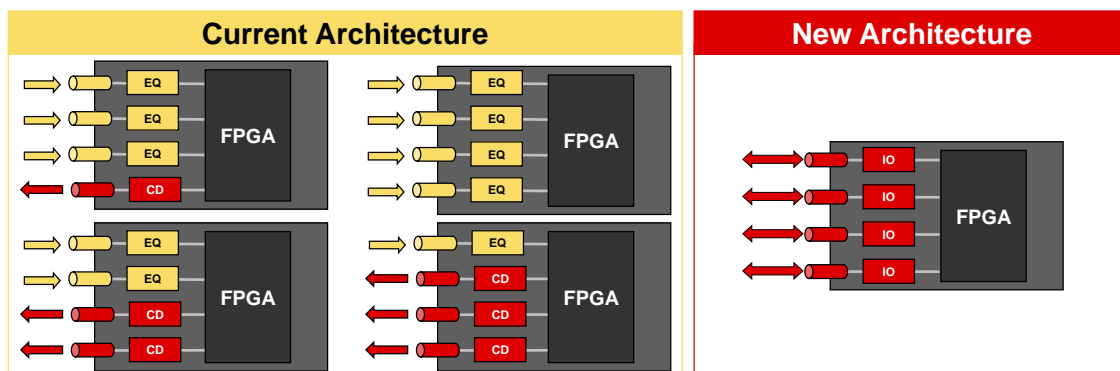 Current Architecture
New Architecture
EQ
EQ
EQ
CD
FPGA
EQ
EQ
EQ
EQ
FPGA
EQ
EQ
CD
CD
FPGA
EQ
CD
CD
CD
FPGA
IO
IO
IO
IO
FPGA